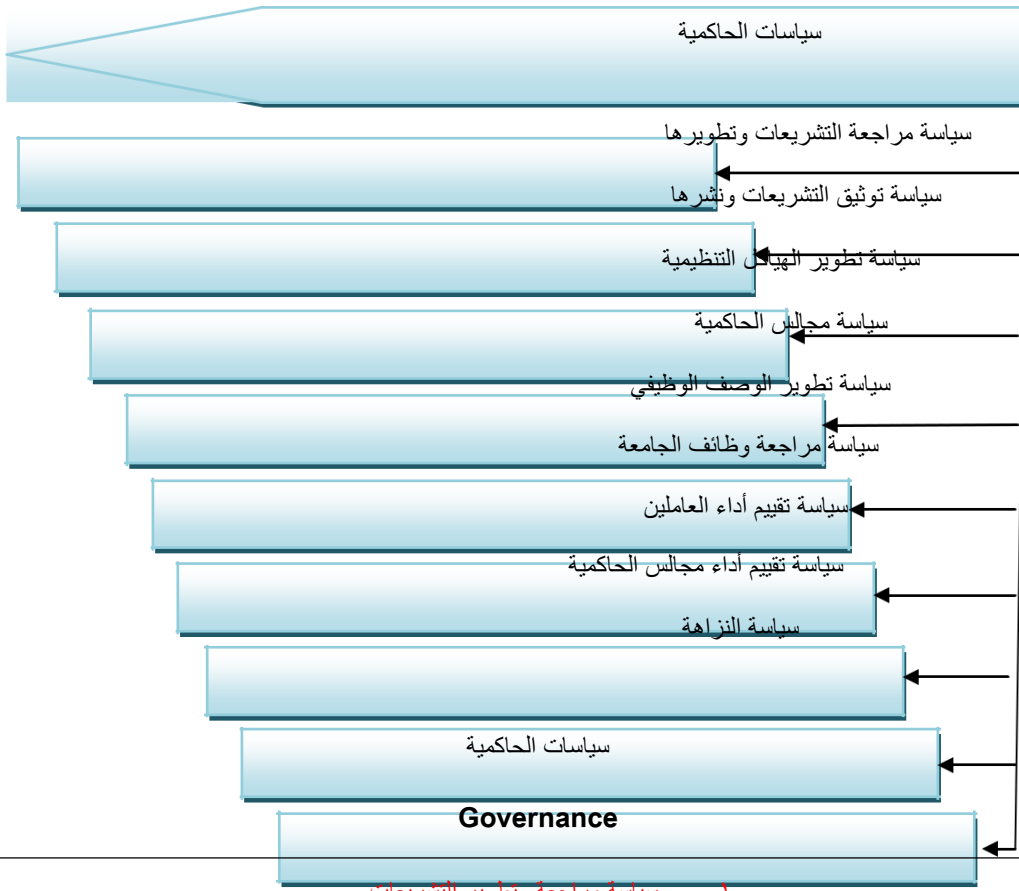 سياسات الحاكمية
سياسة مراجعة التشريعات وتطويرها
سياسة توثيق التشريعات ونشرها
سياسة تطوير الهياكل التنظيمية
سياسة مجالس الحاكمية
سياسة تطوير الوصف الوظيفي
سياسة مراجعة وظائف الجامعة
سياسة تقييم أداء العاملين
سياسة تقييم أداء مجالس الحاكمية
سياسة النزاهة
سياسات الحاكمية
Governance